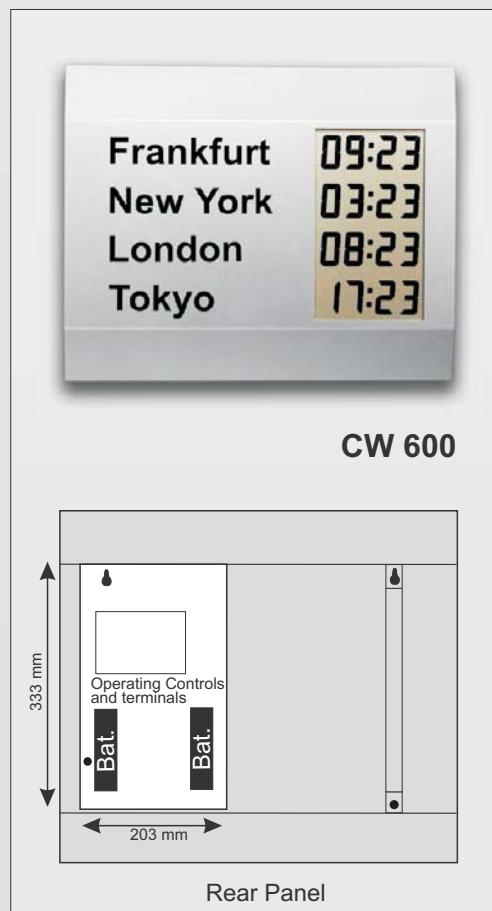 Frankfurt 09:23
New York 03:23
London 08:23
Tokyo 17:23
CW 600
333 mm
Operating Controls
and terminals
Bat. Bat.
203 mm
Rear Panel